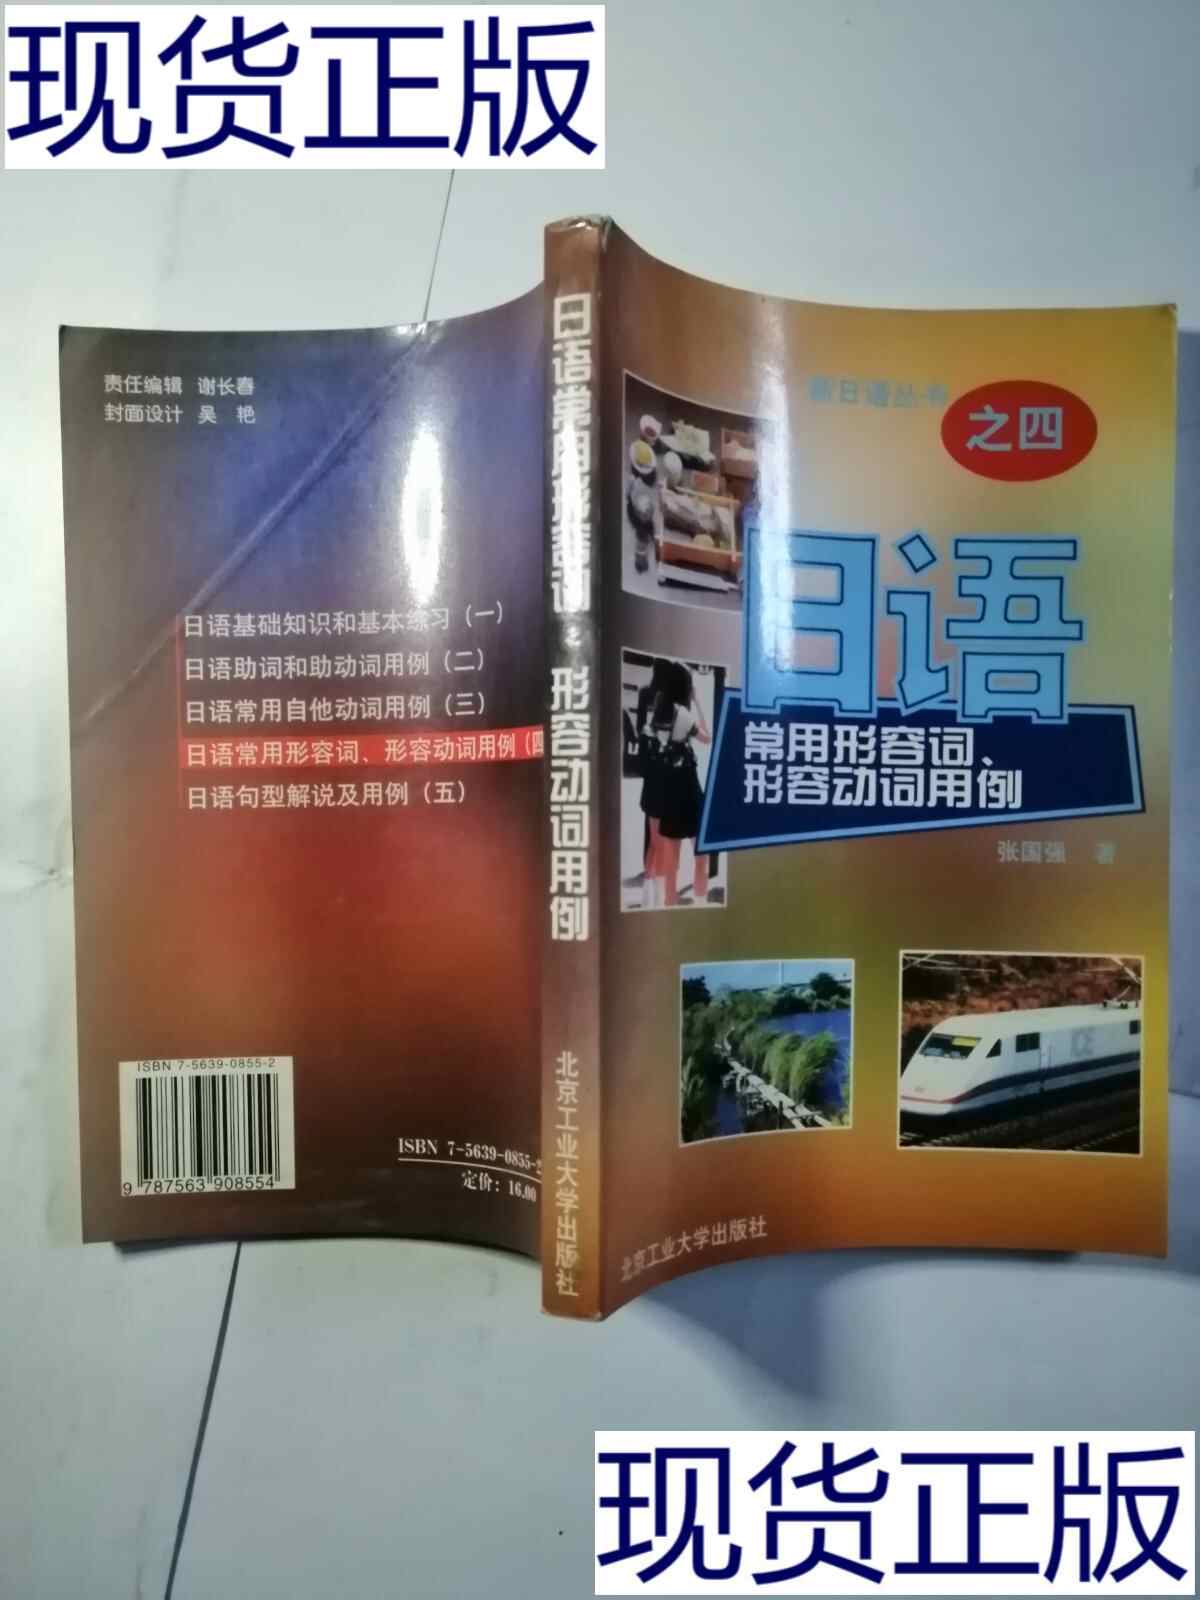 现货正版
责任编辑 谢长春
封面设计 吴 艳
日语基础知识和基本练习（一）
日语助词和助动词用例（二）
日语常用自他动词用例（三）
日语常用形容词、形容动词用例（四
日语句型解说及用例（五）
ISBN 7-5639-0855-2
9 787563 908554
ISBN 7-5639-0855-2
定价：16.00
日语常用形容词、形容动词用例
北京工业大学出版社
新日语丛书
之四
日语
常用形容词、
形容动词用例
张国强 著
ICE
北京工业大学出版社
现货正版